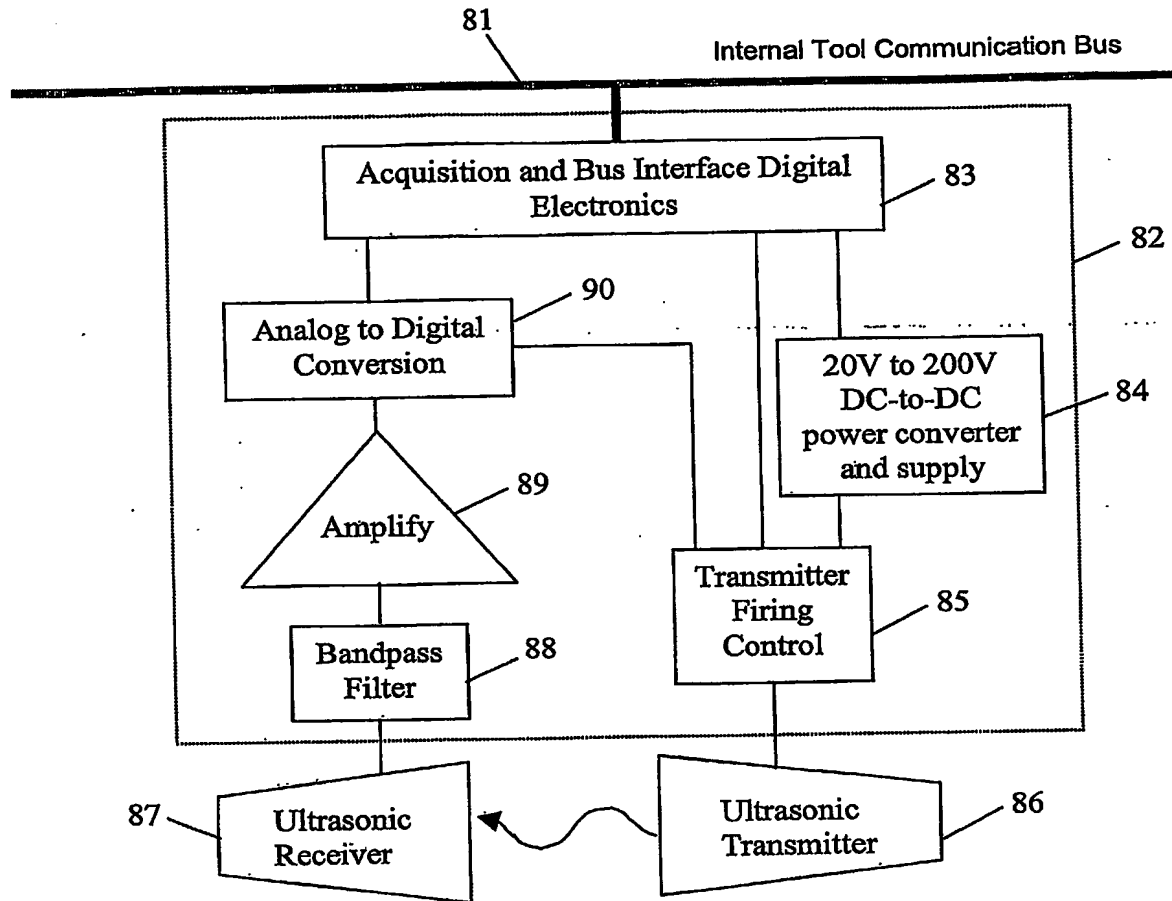 81
Internal Tool Communication Bus
Acquisition and Bus Interface Digital
Electronics
83
82
90
Analog to Digital
Conversion
20V to 200V
DC-to-DC
power converter
and supply
84
89
Amplify
Transmitter
Firing
Control
85
Bandpass
Filter
88
87
Ultrasonic
Receiver
Ultrasonic
Transmitter
86